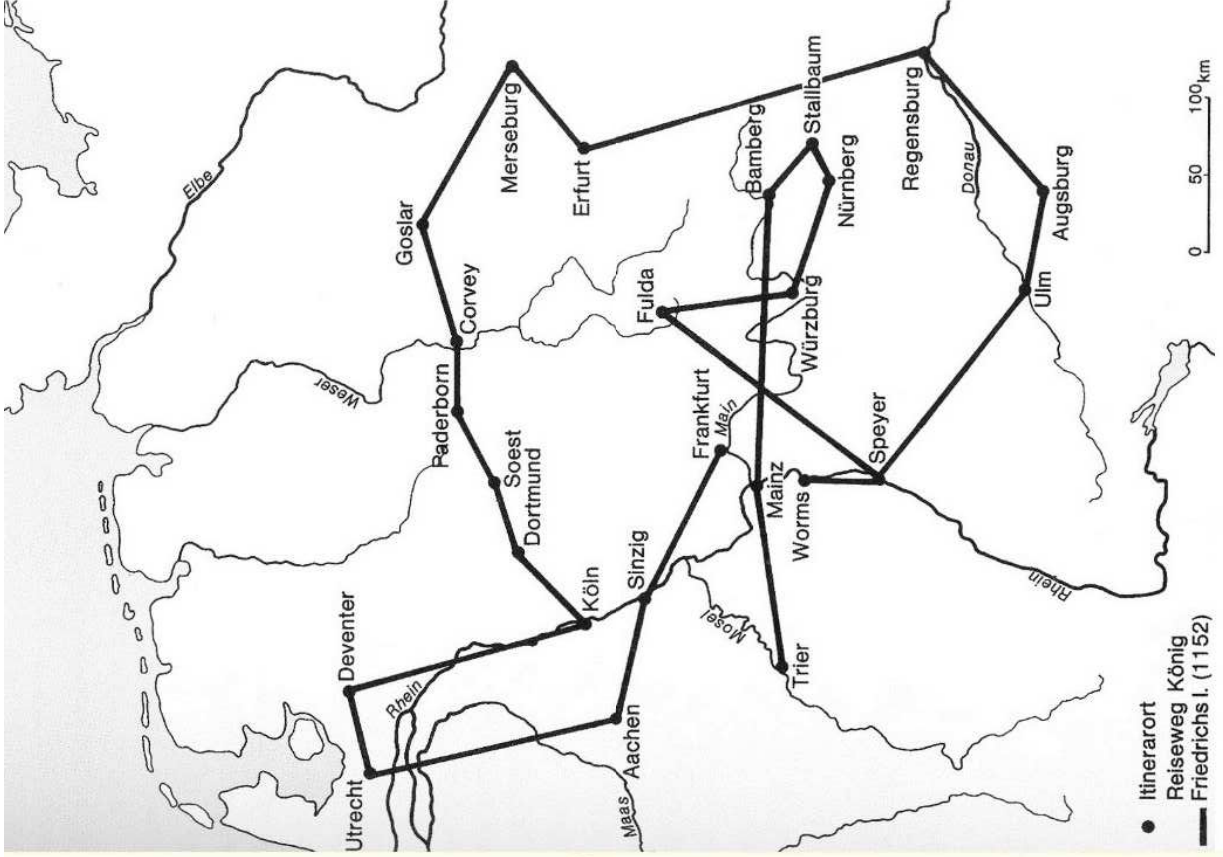 Elbe
Merseburg
Goslar
Erfurt
Weser
Corvey
Paderborn
Soest
Dortmund
Deventer
Utrecht
Rhein
Köln
Sinzig
Aachen
Maas
Fulda
Frankfurt
Main
Bamberg
Stallbaum
Nürnberg
Würzburg
Mainz
Worms
Mosel
Trier
Speyer
Regensburg
Donau
Augsburg
Ulm
Rhein
0 50 100 km
Itinerarort
Reiseweg König
Friedrichs I. (1152)